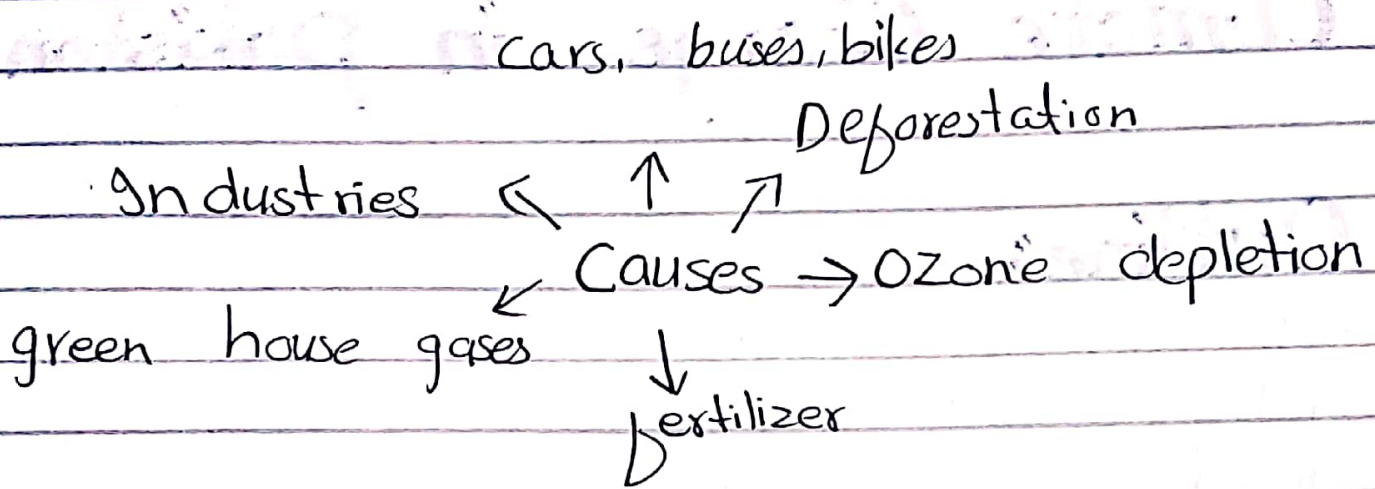 cars, buses, bikes
Deforestation
Industries ↖ ↑ ↗
Causes → Ozone depletion
green house gases ↙ ↓
fertilizer